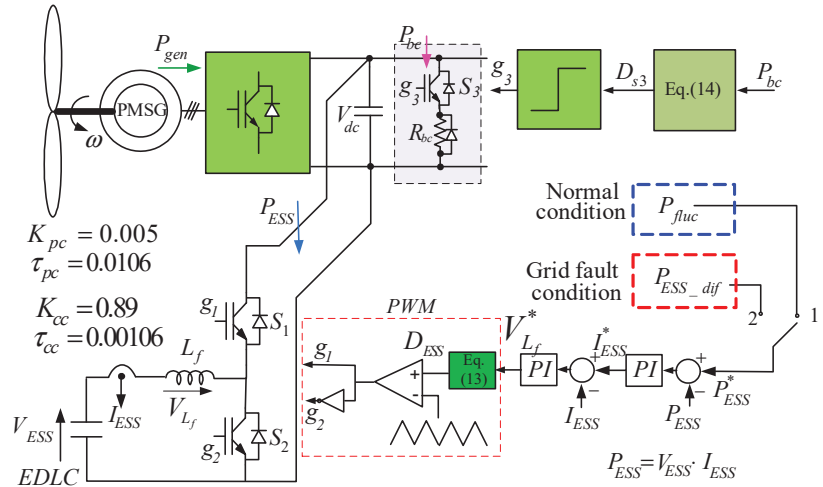 P_gen
PMSG
ω
V_dc
P_bc
g_3
S_3
R_bc
g_3
D_s3
Eq.(14)
P_bc
Normal
condition
P_fluc
Grid fault
condition
P_ESS_dif
1
2
P_ESS
K_pc = 0.005
τ_pc = 0.0106
K_cc = 0.89
τ_cc = 0.00106
g_1
S_1
L_f
V_Lf
I_ESS
V_ESS
EDLC
g_2
S_2
PWM
g_1
g_2
D_ESS
+
-
Eq.
(13)
V*_Lf
PI
I*_ESS
+
−
I_ESS
PI
+
−
P_ESS
P*_ESS
P_ESS = V_ESS · I_ESS